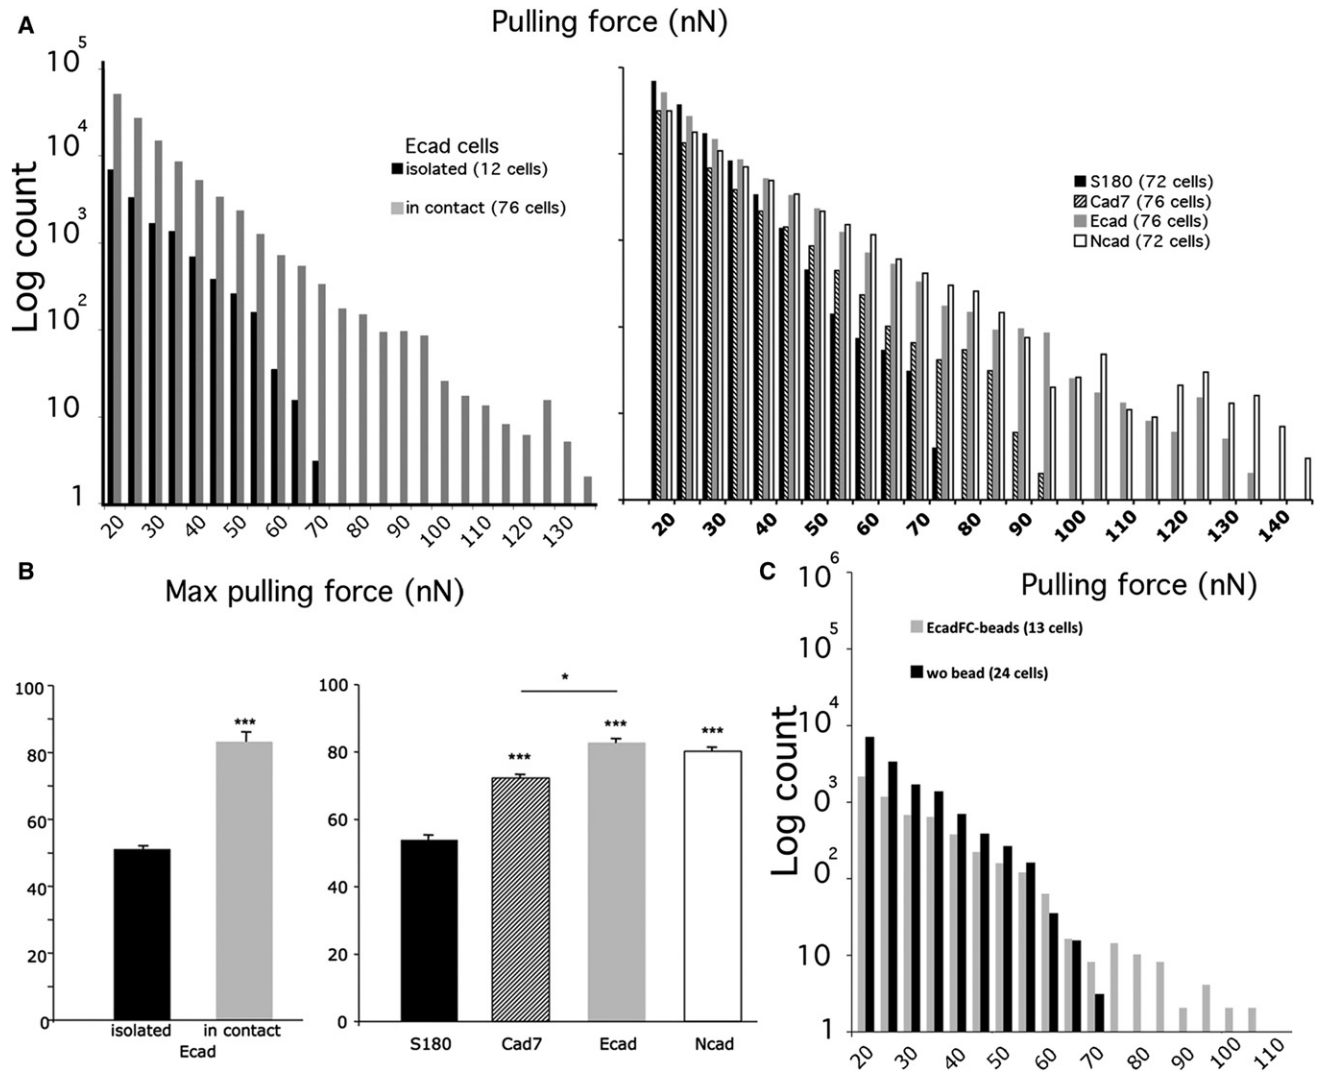 A
Pulling force (nN)
Log count
10^5
10^4
10^3
10^2
10
1
Ecad cells
isolated (12 cells)
in contact (76 cells)
20 30 40 50 60 70 80 90 100 110 120 130
S180 (72 cells)
Cad7 (76 cells)
Ecad (76 cells)
Ncad (72 cells)
20 30 40 50 60 70 80 90 100 110 120 130 140
B
Max pulling force (nN)
100
80
60
40
20
0
***
isolated in contact
Ecad
100
80
60
40
20
0
*
*** *** ***
S180 Cad7 Ecad Ncad
C
Pulling force (nN)
Log count
10^6
10^5
10^4
0^3
0^2
10
1
EcadFC-beads (13 cells)
wo bead (24 cells)
20 30 40 50 60 70 80 90 100 110